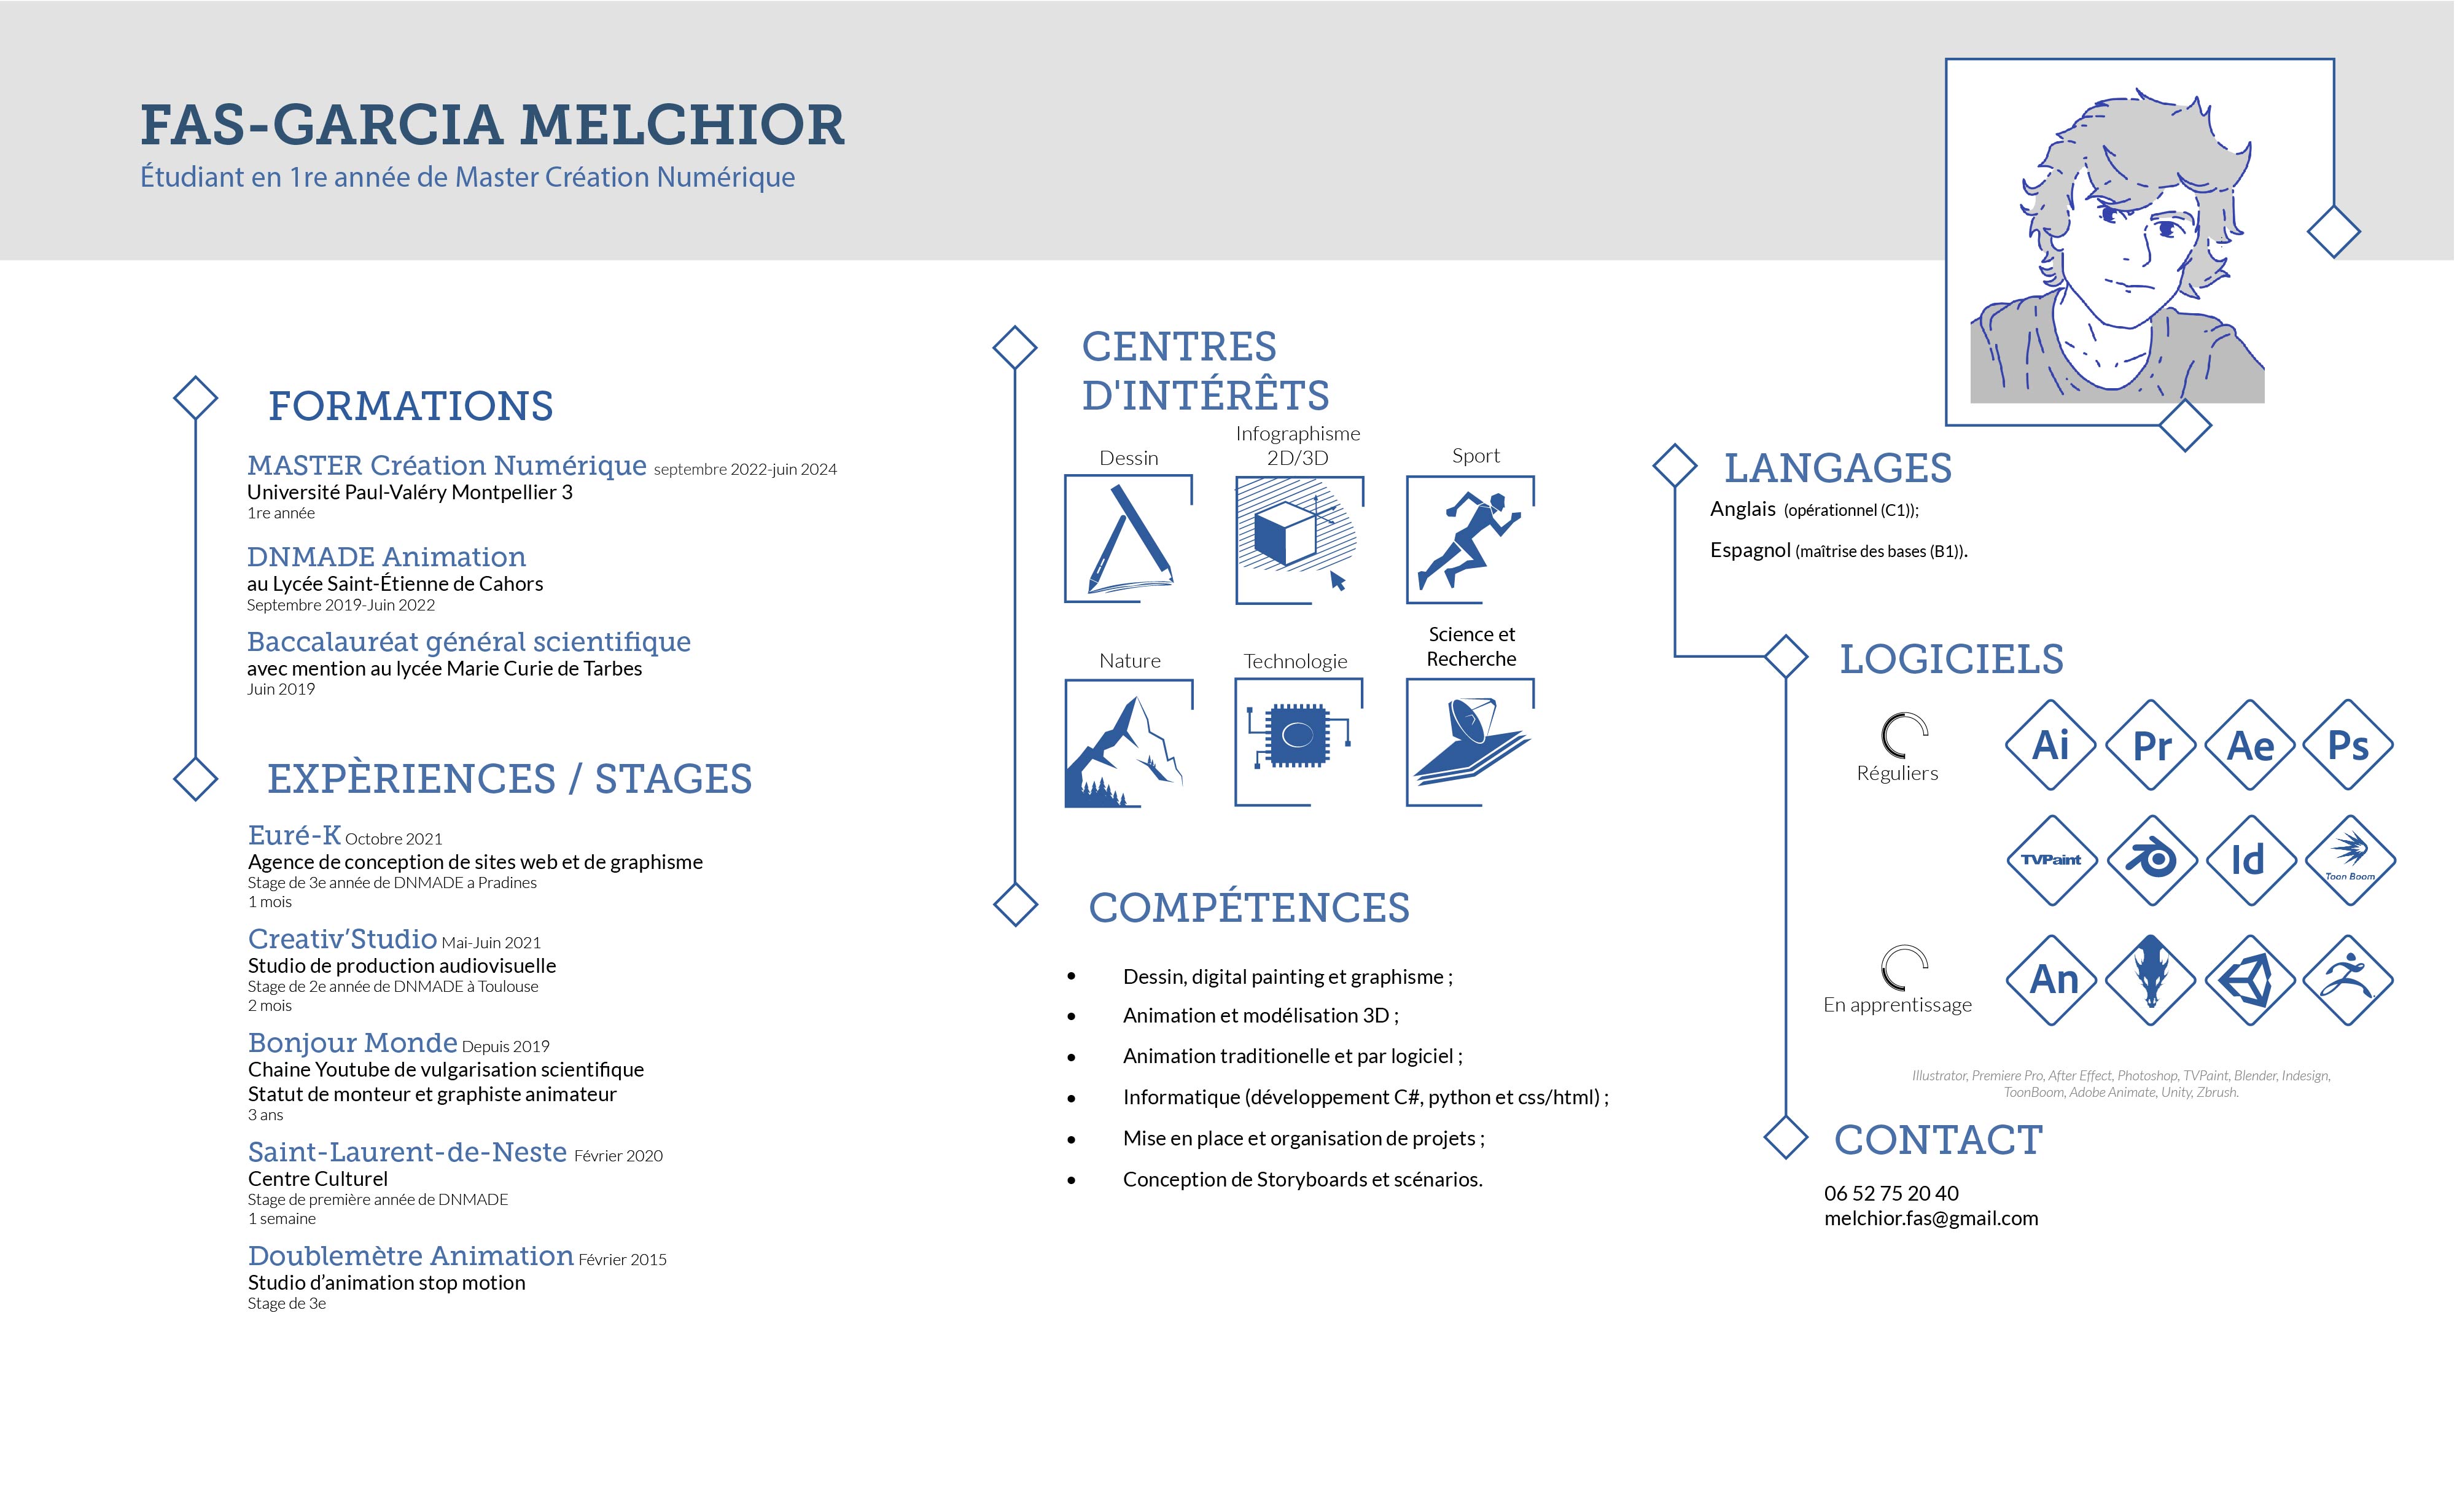 FAS-GARCIA MELCHIOR
Étudiant en 1re année de Master Création Numérique
FORMATIONS
MASTER Création Numérique septembre 2022-juin 2024
Université Paul-Valéry Montpellier 3
1re année
DNMADE Animation
au Lycée Saint-Étienne de Cahors
Septembre 2019-Juin 2022
Baccalauréat général scientifique
avec mention au lycée Marie Curie de Tarbes
Juin 2019
EXPÈRIENCES / STAGES
Euré-K Octobre 2021
Agence de conception de sites web et de graphisme
Stage de 3e année de DNMADE a Pradines
1 mois
Creativ’Studio Mai-Juin 2021
Studio de production audiovisuelle
Stage de 2e année de DNMADE à Toulouse
2 mois
Bonjour Monde Depuis 2019
Chaine Youtube de vulgarisation scientifique
Statut de monteur et graphiste animateur
3 ans
Saint-Laurent-de-Neste Février 2020
Centre Culturel
Stage de première année de DNMADE
1 semaine
Doublemètre Animation Février 2015
Studio d’animation stop motion
Stage de 3e
CENTRES
D'INTÉRÊTS
Dessin
Infographisme
2D/3D
Sport
Nature
Technologie
Science et
Recherche
COMPÉTENCES
• Dessin, digital painting et graphisme ;
• Animation et modélisation 3D ;
• Animation traditionelle et par logiciel ;
• Informatique (développement C#, python et css/html) ;
• Mise en place et organisation de projets ;
• Conception de Storyboards et scénarios.
LANGAGES
Anglais (opérationnel (C1));
Espagnol (maîtrise des bases (B1)).
LOGICIELS
Réguliers
Ai Pr Ae Ps
TVPaint Id Toon Boom
En apprentissage
An
Illustrator, Premiere Pro, After Effect, Photoshop, TVPaint, Blender, Indesign,
ToonBoom, Adobe Animate, Unity, Zbrush.
CONTACT
06 52 75 20 40
melchior.fas@gmail.com